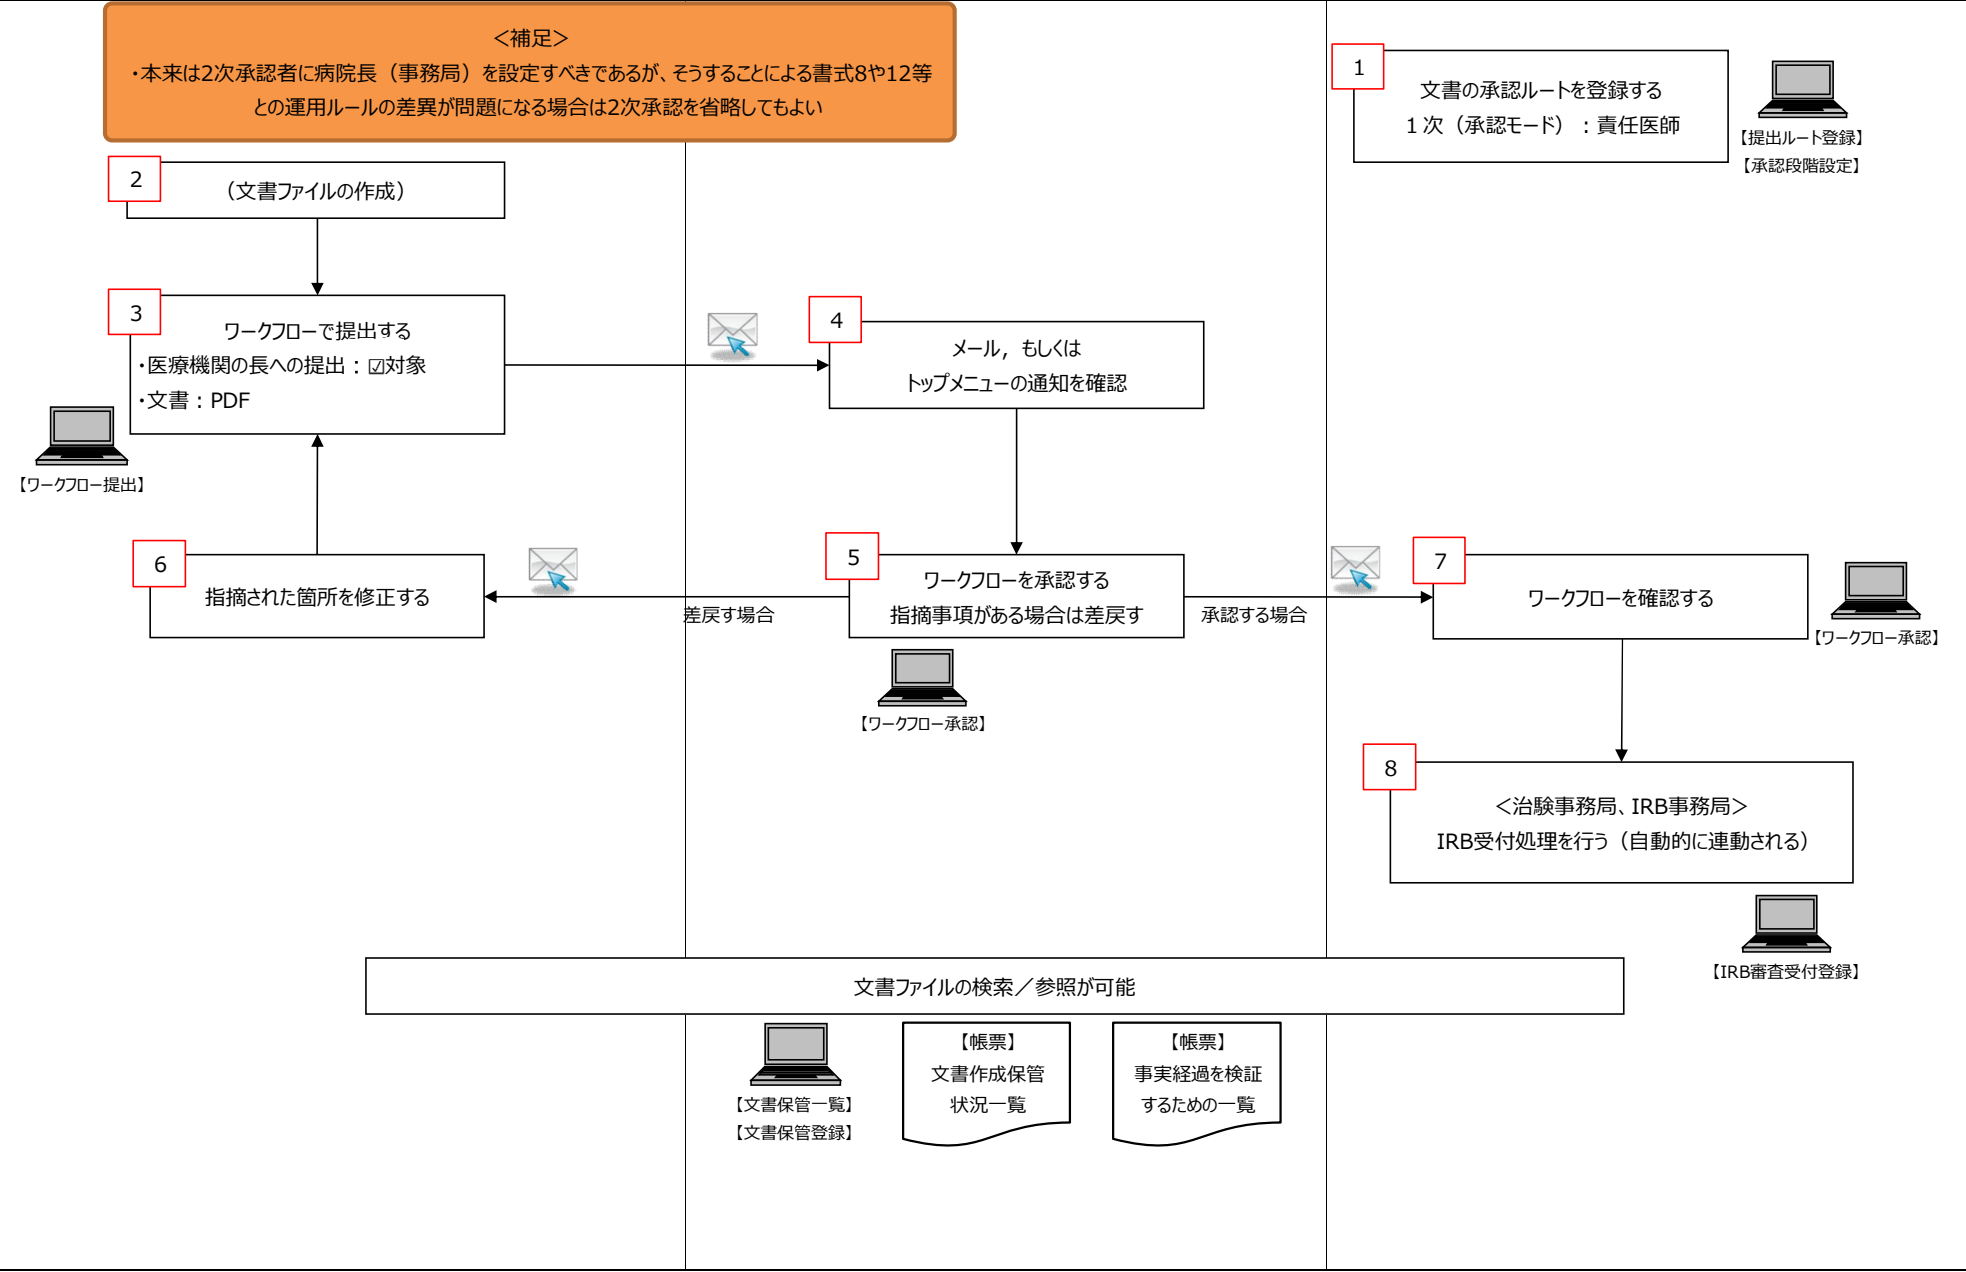 ＜補足＞
・本来は2次承認者に病院長（事務局）を設定すべきであるが、そうすることによる書式8や12等
との運用ルールの差異が問題になる場合は2次承認を省略してもよい
1
文書の承認ルートを登録する
１次（承認モード）：責任医師
【提出ルート登録】
【承認段階設定】
2
（文書ファイルの作成）
3
ワークフローで提出する
・医療機関の長への提出：☑対象
・文書：PDF
【ワークフロー提出】
4
メール，もしくは
トップメニューの通知を確認
5
ワークフローを承認する
指摘事項がある場合は差戻す
【ワークフロー承認】
差戻す場合
承認する場合
6
指摘された箇所を修正する
7
ワークフローを確認する
【ワークフロー承認】
8
＜治験事務局、IRB事務局＞
IRB受付処理を行う（自動的に連動される）
【IRB審査受付登録】
文書ファイルの検索／参照が可能
【文書保管一覧】
【文書保管登録】
【帳票】
文書作成保管
状況一覧
【帳票】
事実経過を検証
するための一覧